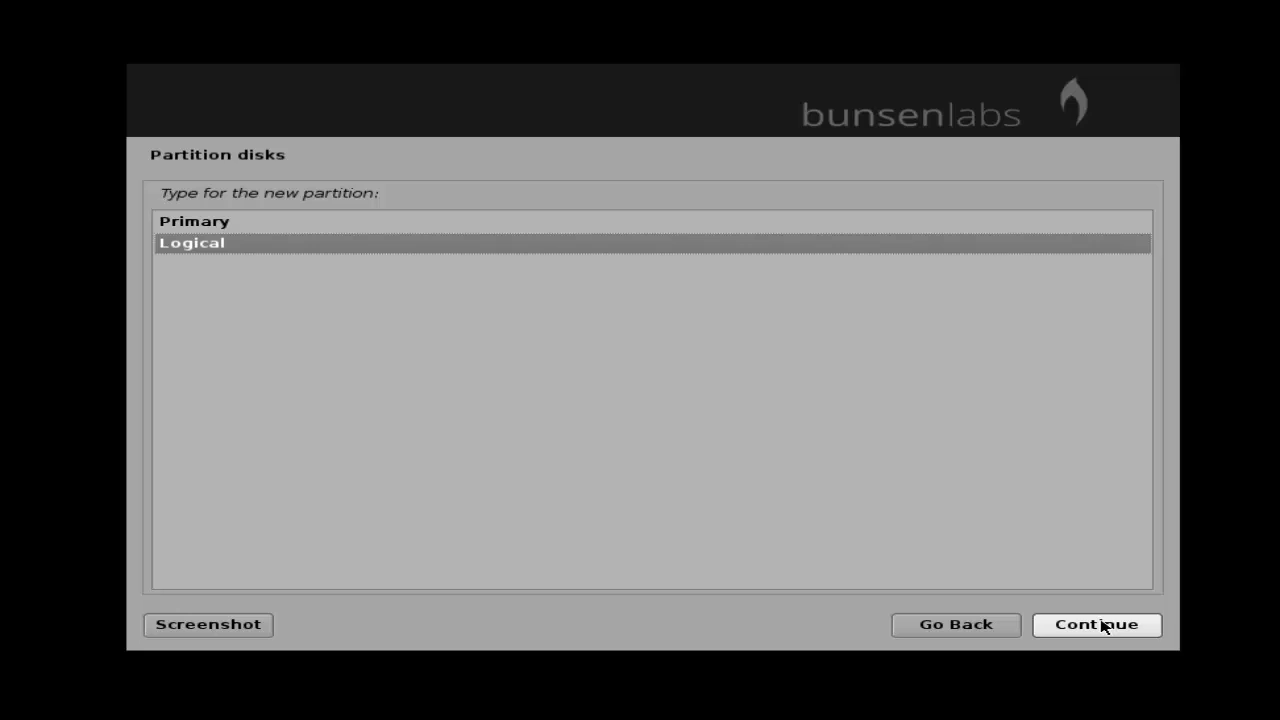 bunsenlabs
Partition disks
Type for the new partition:
Primary
Logical
Screenshot
Go Back
Continue